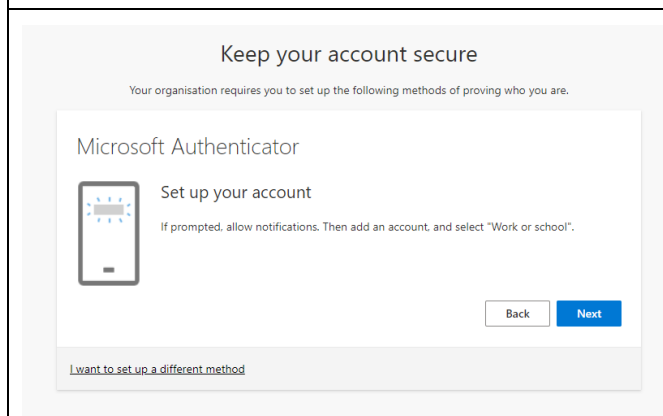 Keep your account secure
Your organisation requires you to set up the following methods of proving who you are.
Microsoft Authenticator
Set up your account
If prompted, allow notifications. Then add an account, and select "Work or school".
Back
Next
I want to set up a different method